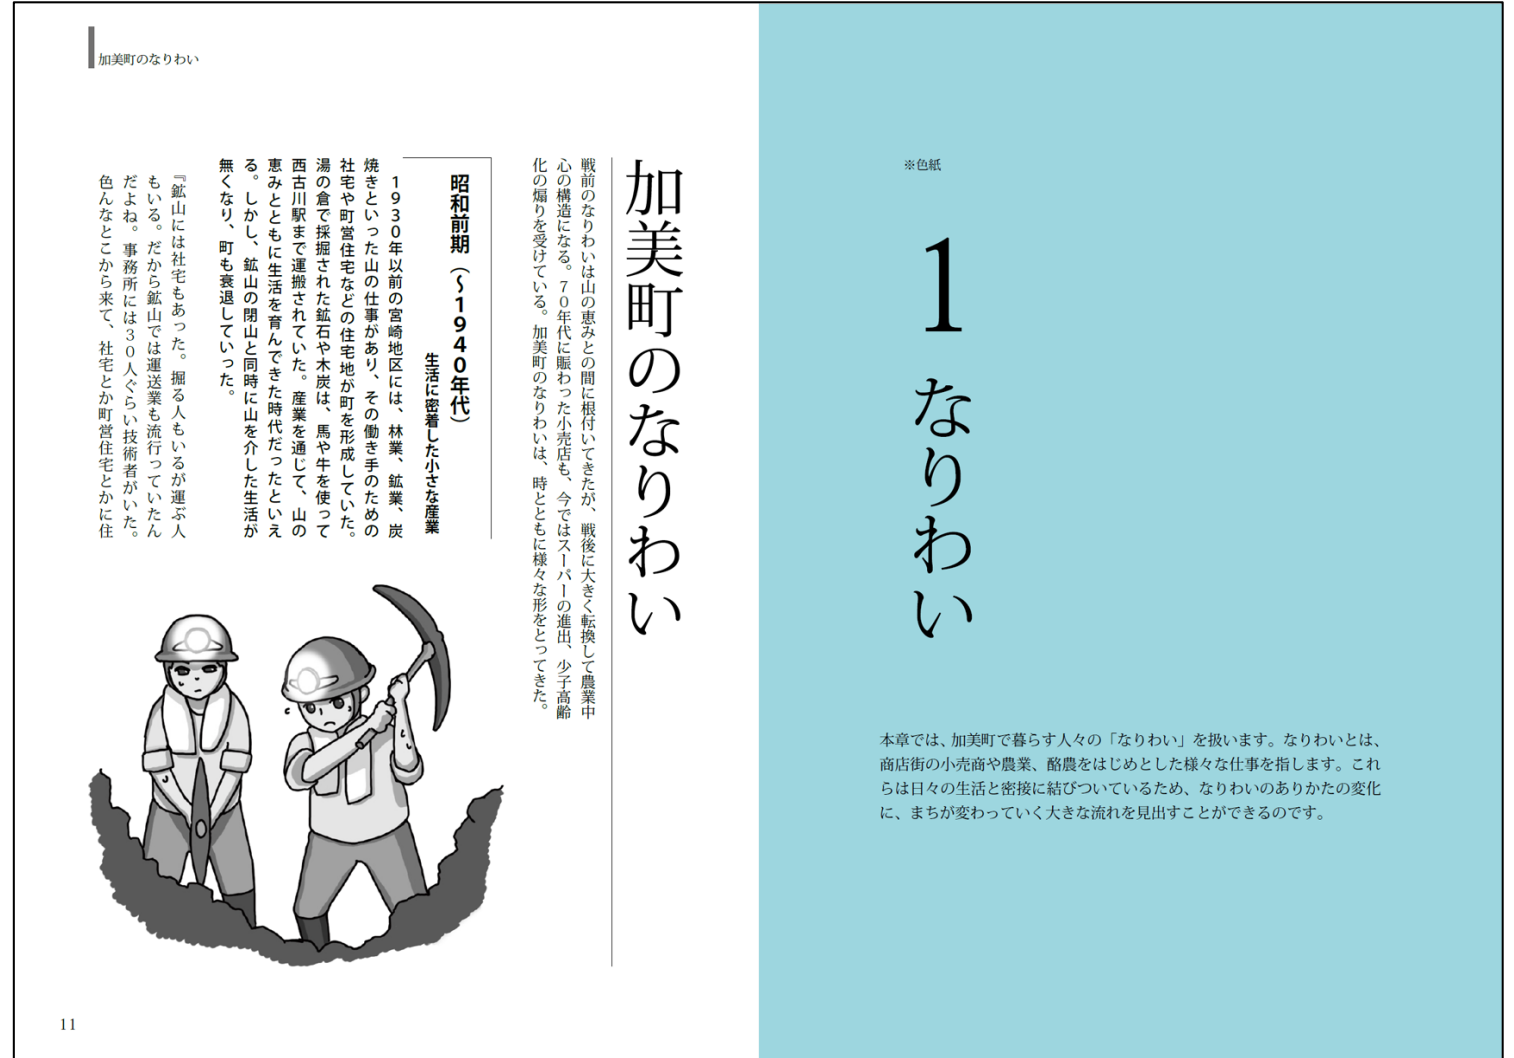 ※色紙
1 なりわい
本章では、加美町で暮らす人々の「なりわい」を扱います。なりわいとは、
商店街の小売商や農業、酪農をはじめとした様々な仕事を指します。これ
らは日々の生活と密接に結びついているため、なりわいのありかたの変化
に、まちが変わっていく大きな流れを見出すことができるのです。
加美町のなりわい
加美町のなりわい
戦前のなりわいは山の恵みとの間に根付いてきたが、戦後に大きく転換して農業中
心の構造になる。70年代に賑わった小売店も、今ではスーパーの進出、少子高齢
化の煽りを受けている。加美町のなりわいは、時とともに様々な形をとってきた。
昭和前期（〜1940年代）
生活に密着した小さな産業
1930年以前の宮崎地区には、林業、鉱業、炭
焼きといった山の仕事があり、その働き手のための
社宅や町営住宅などの住宅地が町を形成していた。
湯の倉で採掘された鉱石や木炭は、馬や牛を使って
西古川駅まで運搬されていた。産業を通じて、山の
恵みとともに生活を育んできた時代だったといえ
る。しかし、鉱山の閉山と同時に山を介した生活が
無くなり、町も衰退していった。
『鉱山には社宅もあった。掘る人もいるが運ぶ人
もいる。だから鉱山では運送業も流行っていたん
だよね。事務所には30人ぐらい技術者がいた。
色んなとこから来て、社宅とか町営住宅とかに住
11